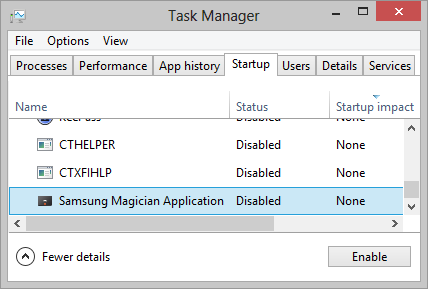 Task Manager
File Options View
Processes Performance App history Startup Users Details Services
Name Status Startup impact
KeePass Disabled None
CTHELPER Disabled None
CTXFIHLP Disabled None
Samsung Magician Application Disabled None
Fewer details Enable